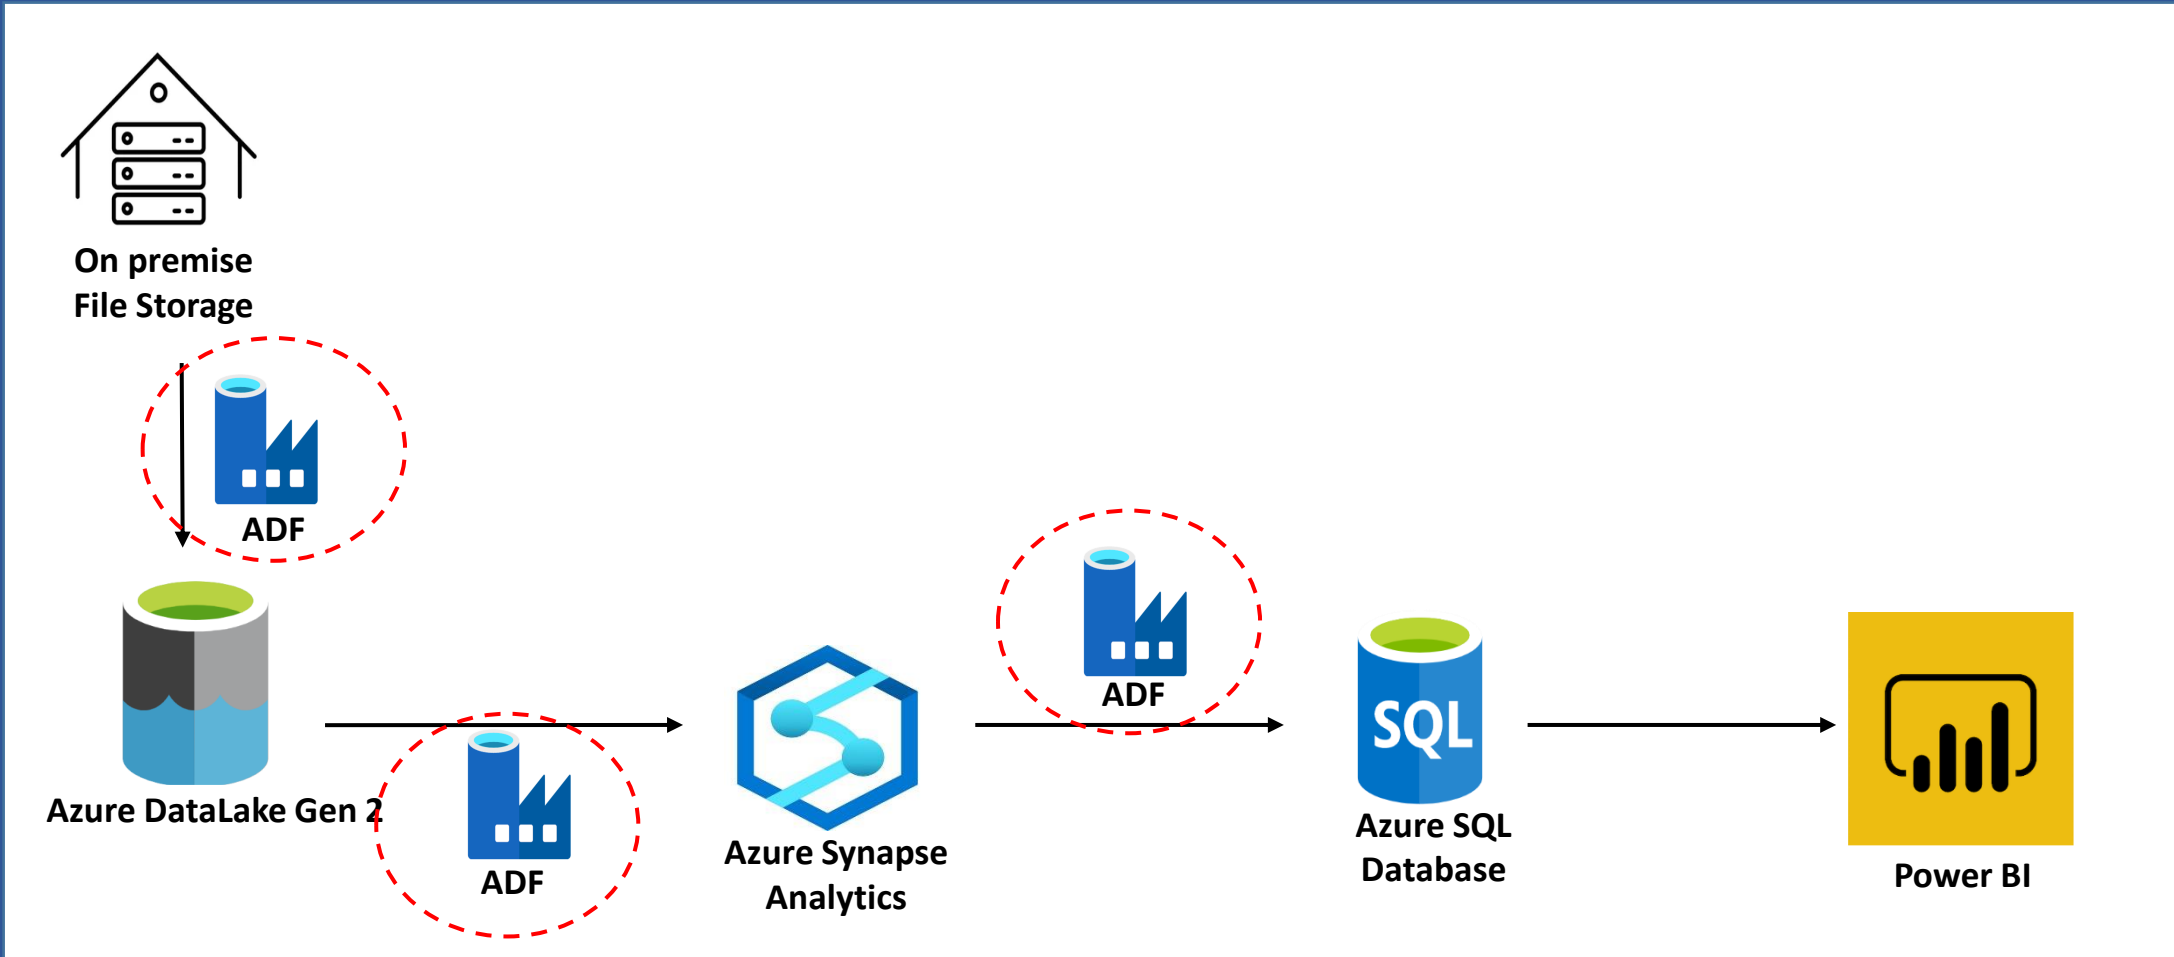 On premise
File Storage
ADF
Azure DataLake Gen 2
ADF
Azure Synapse
Analytics
ADF
SQL
Azure SQL
Database
Power BI